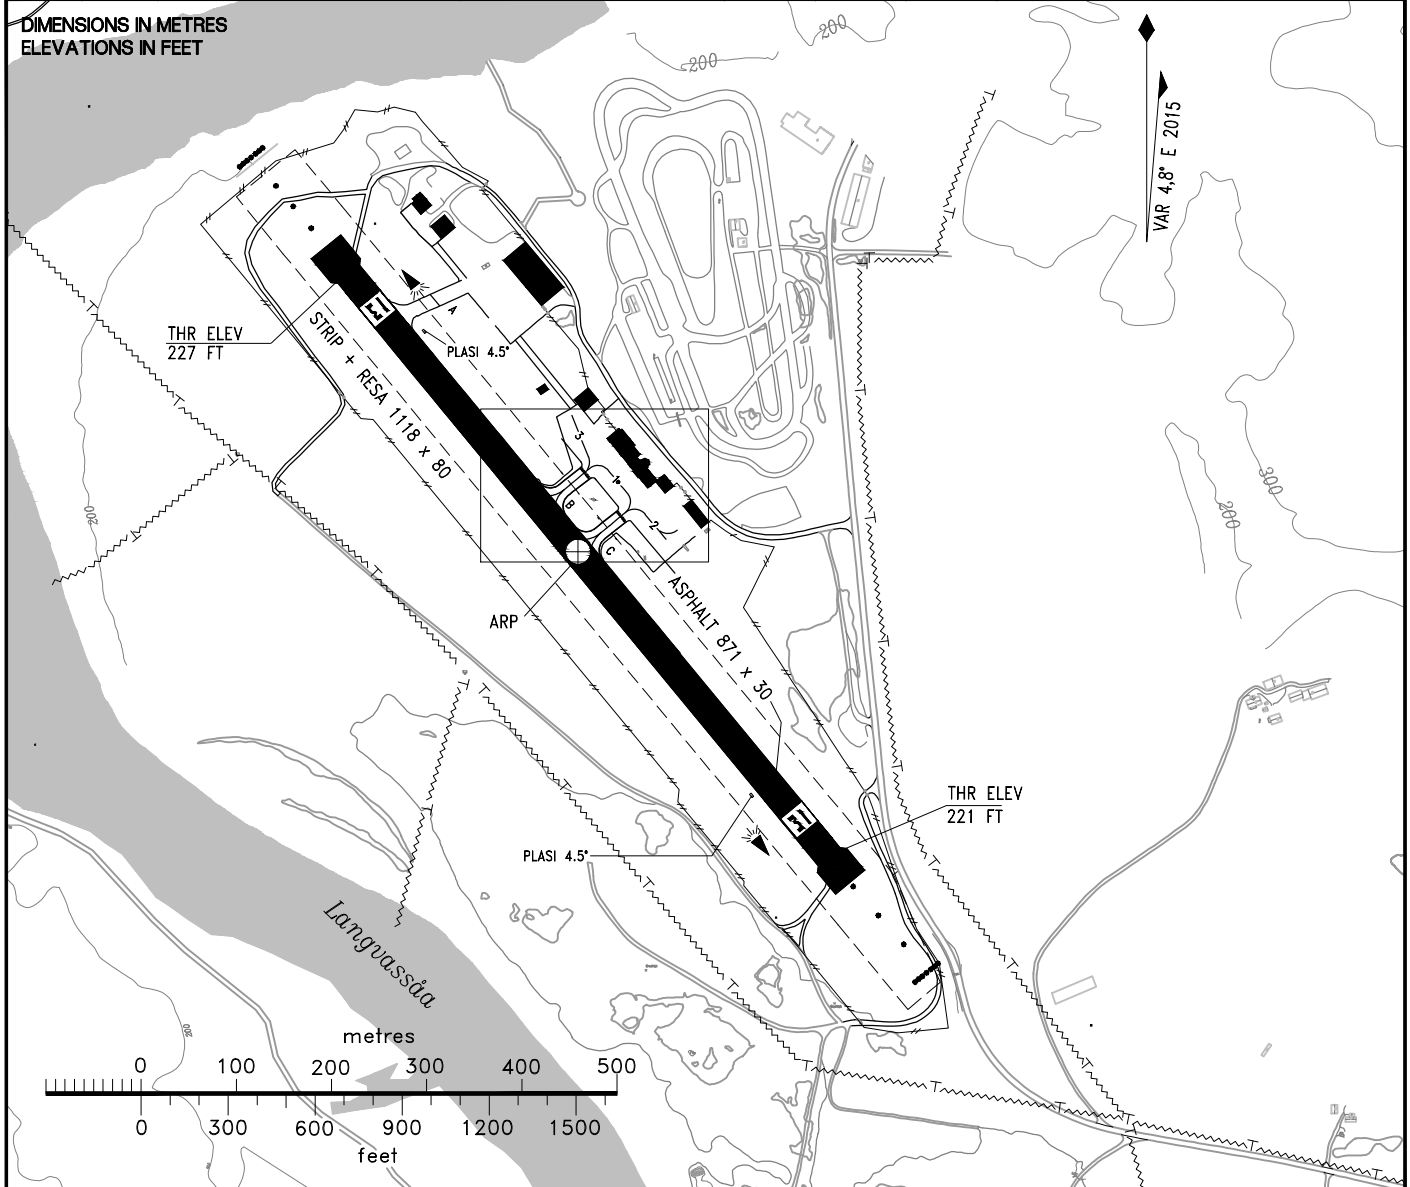 DIMENSIONS IN METRES
ELEVATIONS IN FEET
200
200
VAR 4,8° E 2015
THR ELEV
227 FT
STRIP + RESA 1118 x 80
A
PLASI 4.5°
3
1
B
2
C
ARP
ASPHALT 871 x 30
200
300
200
THR ELEV
221 FT
PLASI 4.5°
Langvassåa
200
metres
0 100 200 300 400 500
0 300 600 900 1200 1500
feet